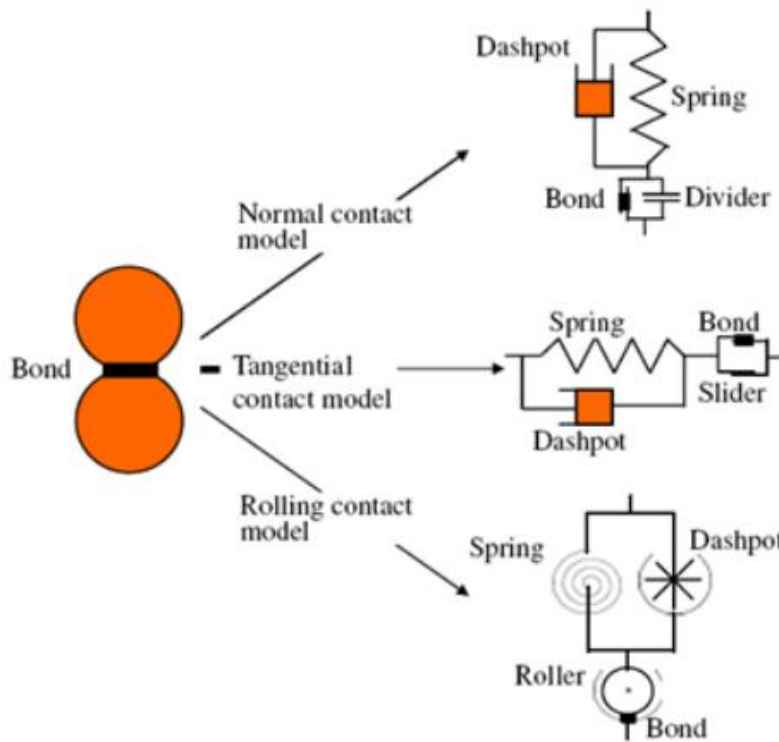 Dashpot
Spring
Bond
Divider
Normal contact
model
Bond
Tangential
contact model
Spring
Bond
Slider
Dashpot
Rolling contact
model
Spring
Dashpot
Roller
Bond